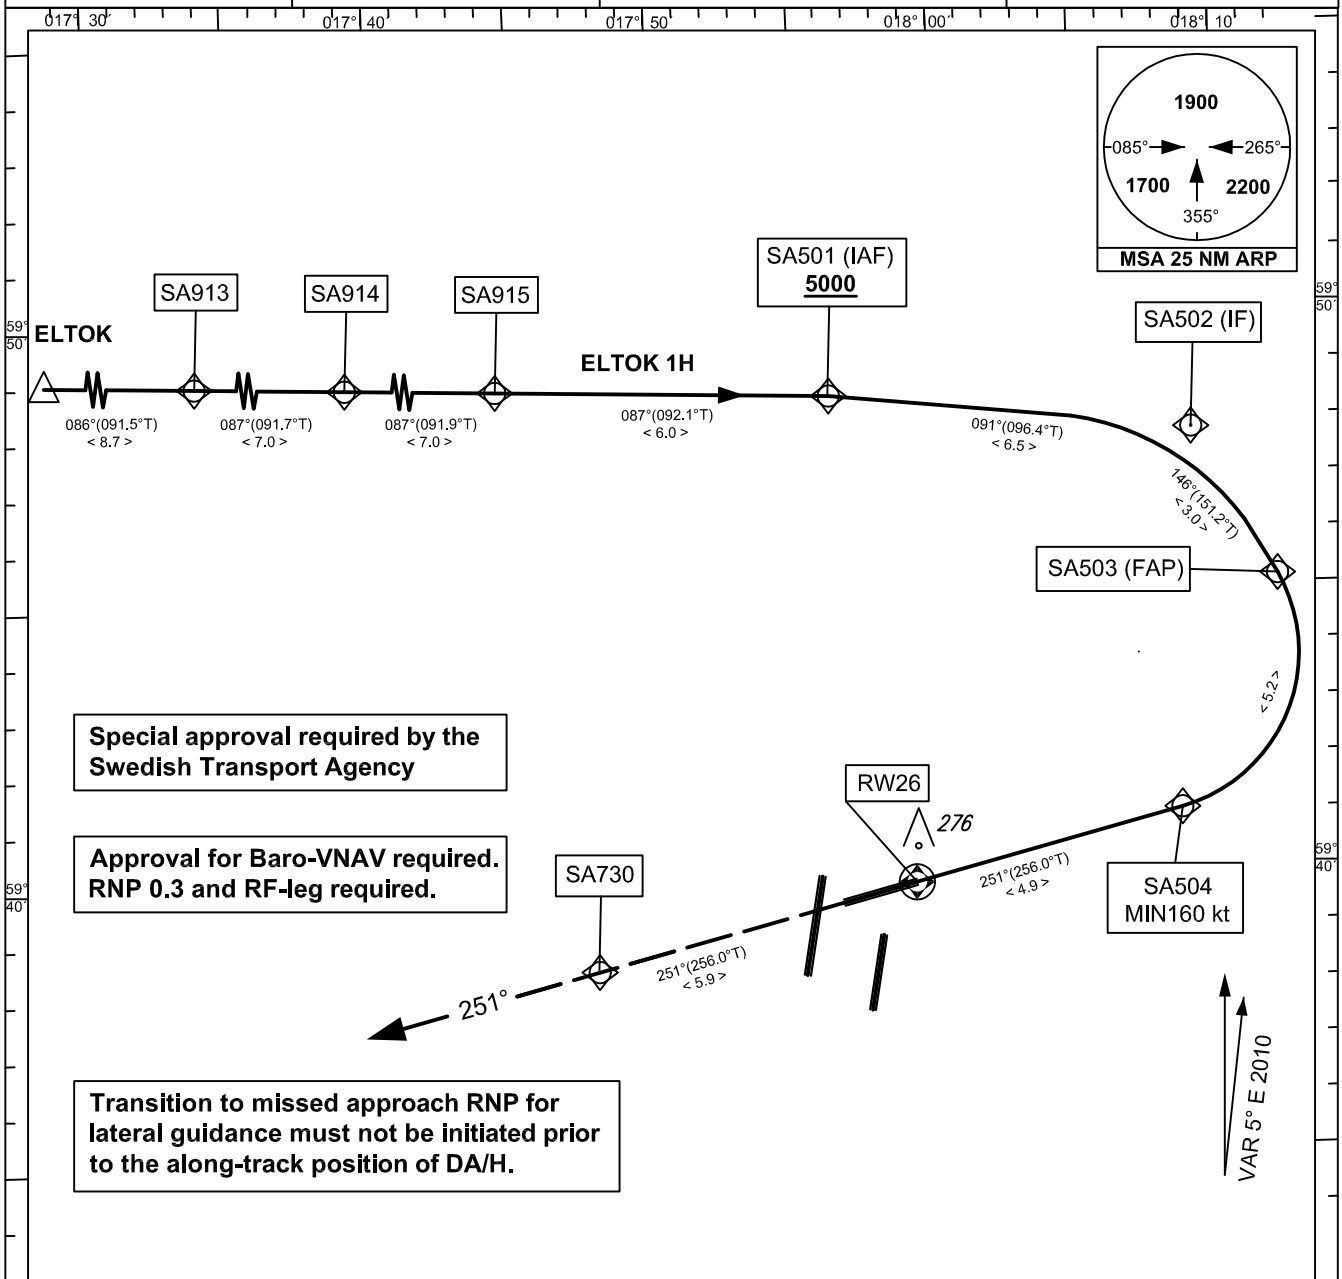 017° 30'
017° 40'
017° 50'
018° 00'
018° 10'
1900
085°
265°
1700
2200
355°
MSA 25 NM ARP
SA501 (IAF)
5000
SA913
SA914
SA915
SA502 (IF)
59°
50'
59°
50'
ELTOK
ELTOK 1H
086°(091.5°T)
< 8.7 >
087°(091.7°T)
< 7.0 >
087°(091.9°T)
< 7.0 >
087°(092.1°T)
< 6.0 >
091°(096.4°T)
< 6.5 >
146°(151.2°T)
< 3.0 >
SA503 (FAP)
< 5.2 >
Special approval required by the
Swedish Transport Agency
RW26
276
Approval for Baro-VNAV required.
RNP 0.3 and RF-leg required.
SA730
251°(256.0°T)
< 4.9 >
SA504
MIN160 kt
59°
40'
59°
40'
251°(256.0°T)
< 5.9 >
251°
VAR 5° E 2010
Transition to missed approach RNP for
lateral guidance must not be initiated prior
to the along-track position of DA/H.